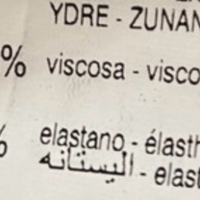 YDRE - ZUNAN
% viscosa - visco
% elastano - élasth
اليستانه - elast